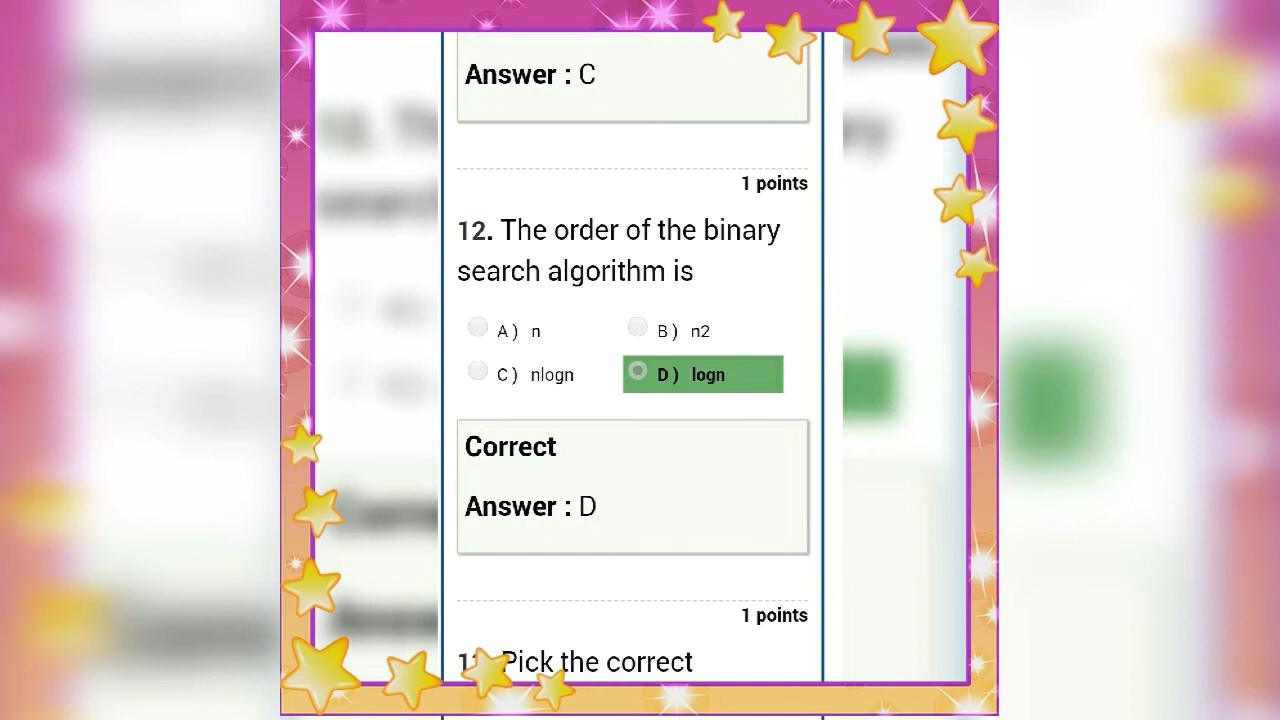 Answer : C
1 points
12. The order of the binary
search algorithm is
A ) n
B ) n2
C ) nlogn
D ) logn
Correct
Answer : D
1 points
Pick the correct